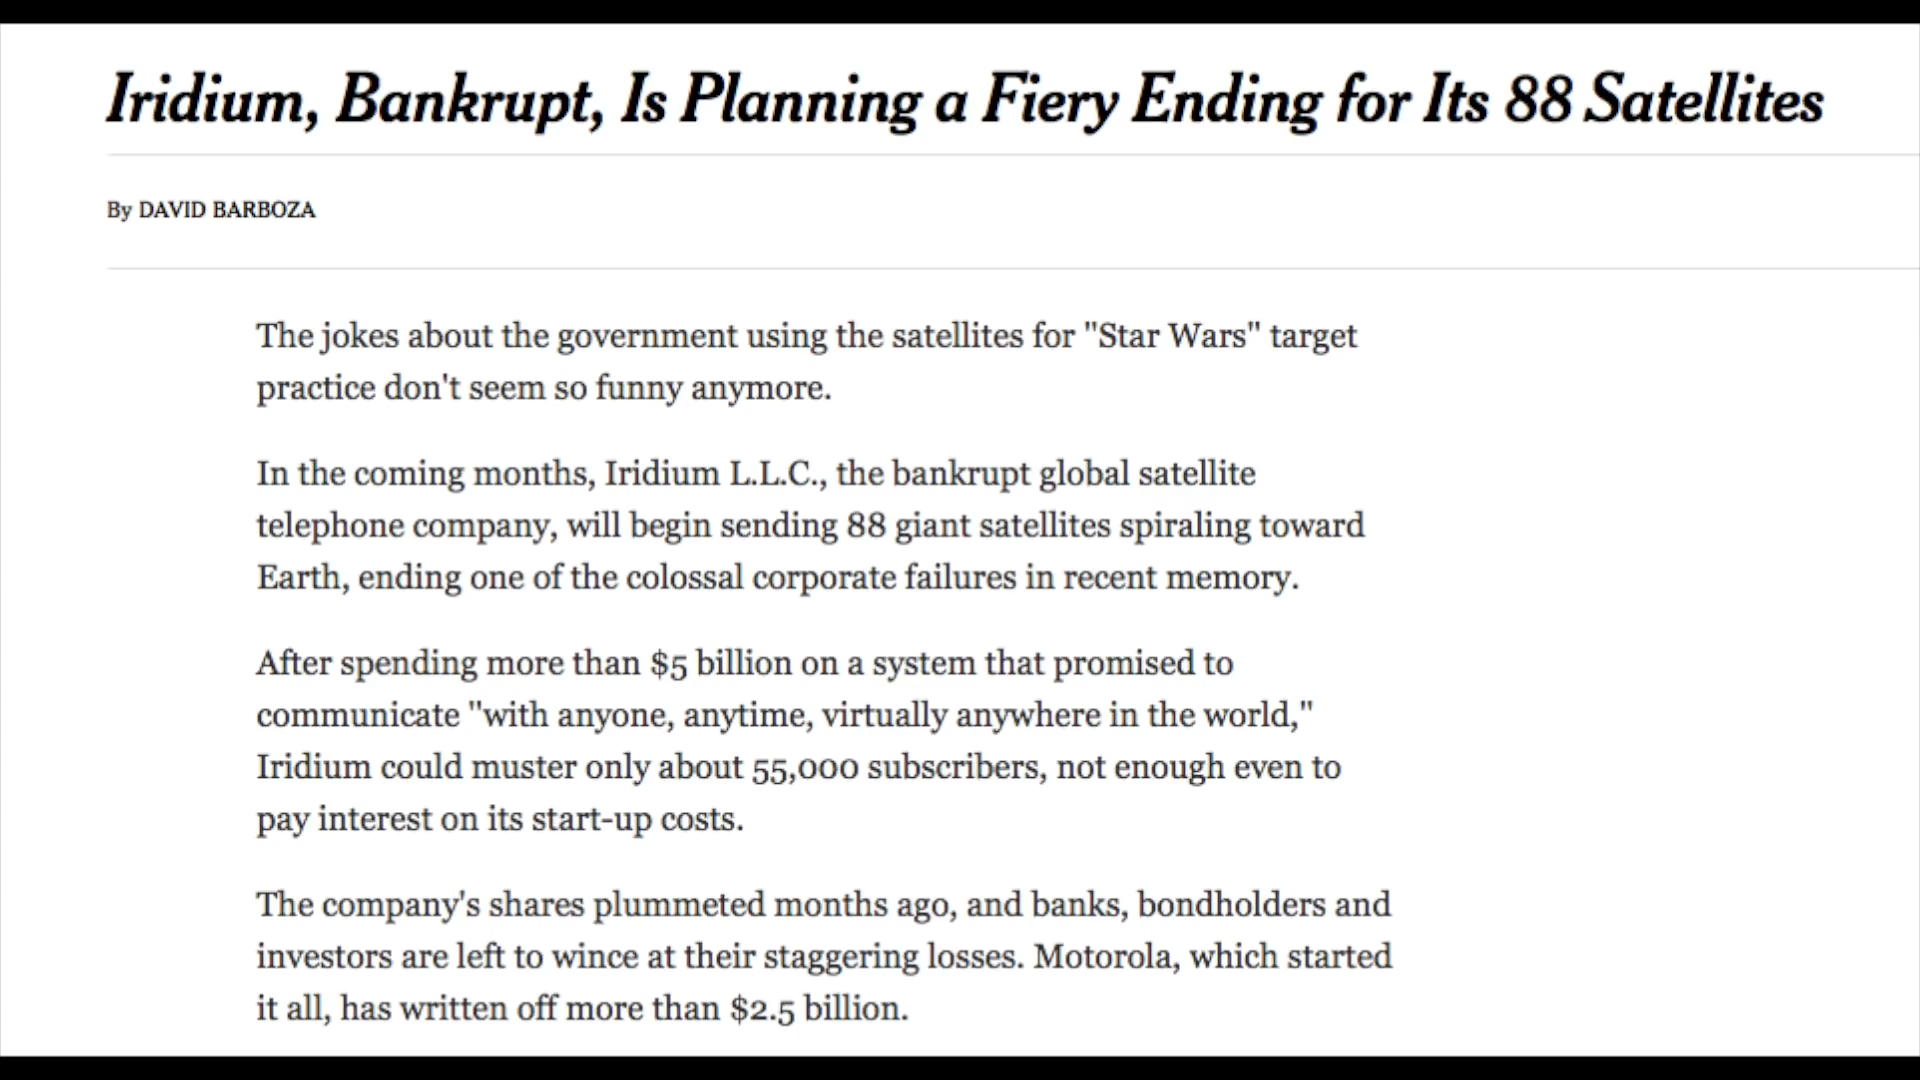 Iridium, Bankrupt, Is Planning a Fiery Ending for Its 88 Satellites
By DAVID BARBOZA
The jokes about the government using the satellites for "Star Wars" target
practice don't seem so funny anymore.
In the coming months, Iridium L.L.C., the bankrupt global satellite
telephone company, will begin sending 88 giant satellites spiraling toward
Earth, ending one of the colossal corporate failures in recent memory.
After spending more than $5 billion on a system that promised to
communicate "with anyone, anytime, virtually anywhere in the world,"
Iridium could muster only about 55,000 subscribers, not enough even to
pay interest on its start-up costs.
The company's shares plummeted months ago, and banks, bondholders and
investors are left to wince at their staggering losses. Motorola, which started
it all, has written off more than $2.5 billion.